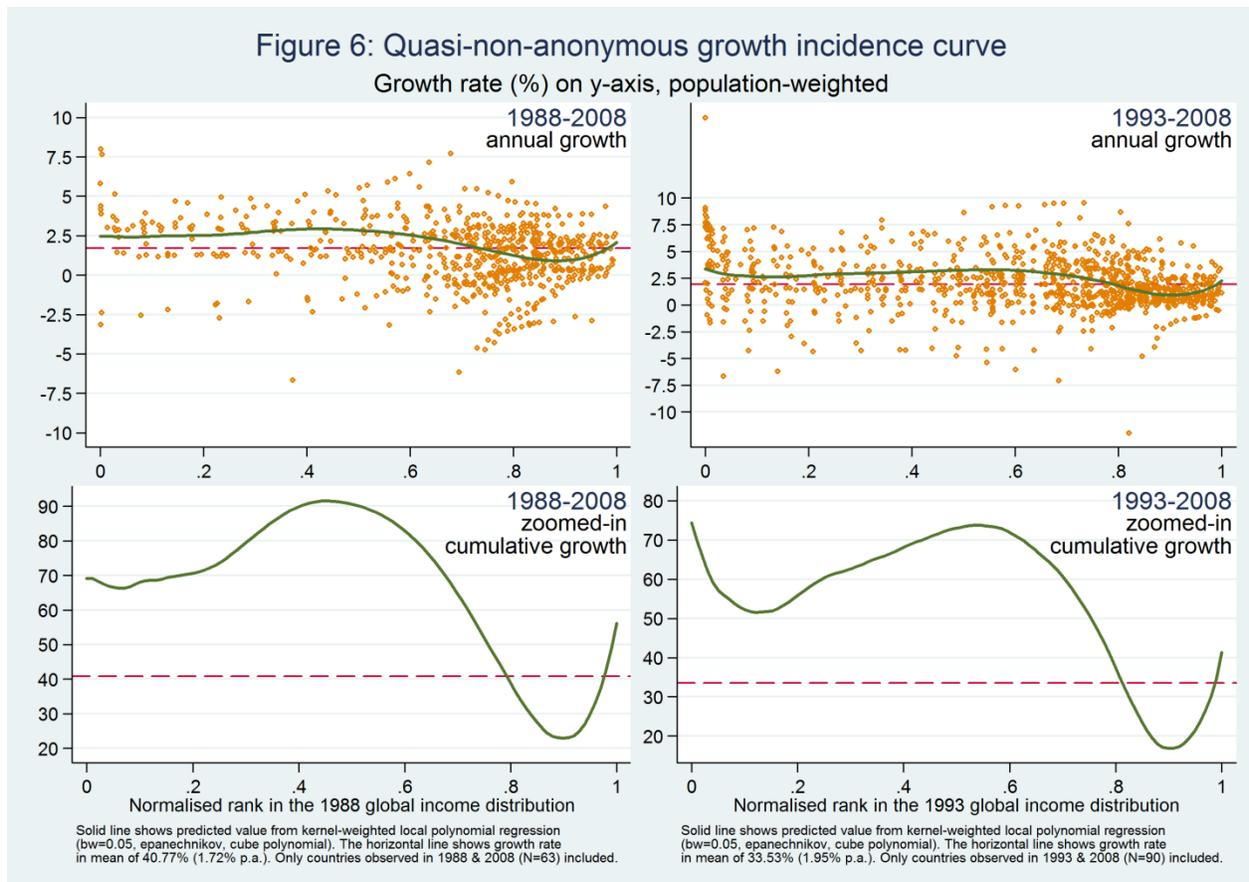 Figure 6: Quasi-non-anonymous growth incidence curve
Growth rate (%) on y-axis, population-weighted
1988-2008
annual growth
10
7.5
5
2.5
0
-2.5
-5
-7.5
-10
0 .2 .4 .6 .8 1
1993-2008
annual growth
10
7.5
5
2.5
0
-2.5
-5
-7.5
-10
0 .2 .4 .6 .8 1
1988-2008
zoomed-in
cumulative growth
90
80
70
60
50
40
30
20
0 .2 .4 .6 .8 1
Normalised rank in the 1988 global income distribution
Solid line shows predicted value from kernel-weighted local polynomial regression
(bw=0.05, epanechnikov, cube polynomial). The horizontal line shows growth rate
in mean of 40.77% (1.72% p.a.). Only countries observed in 1988 & 2008 (N=63) included.
1993-2008
zoomed-in
cumulative growth
80
70
60
50
40
30
20
0 .2 .4 .6 .8 1
Normalised rank in the 1993 global income distribution
Solid line shows predicted value from kernel-weighted local polynomial regression
(bw=0.05, epanechnikov, cube polynomial). The horizontal line shows growth rate
in mean of 33.53% (1.95% p.a.). Only countries observed in 1993 & 2008 (N=90) included.